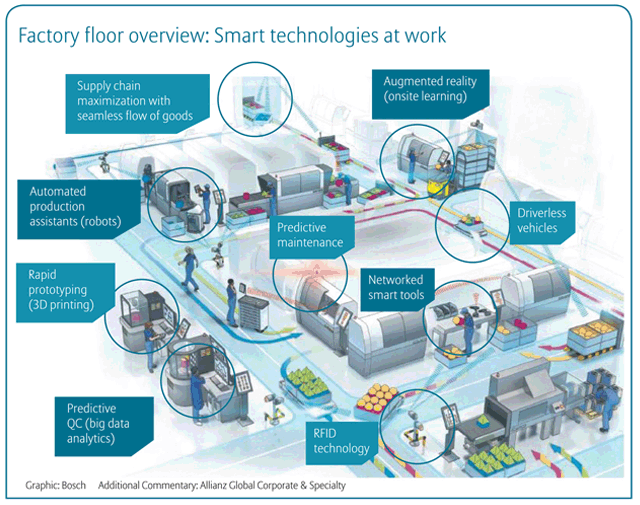 Factory floor overview: Smart technologies at work
Supply chain
maximization with
seamless flow of goods
Augmented reality
(onsite learning)
Automated
production
assistants (robots)
Predictive
maintenance
Driverless
vehicles
Rapid
prototyping
(3D printing)
Networked
smart tools
Predictive
QC (big data
analytics)
RFID
technology
Graphic: Bosch Additional Commentary: Allianz Global Corporate & Specialty